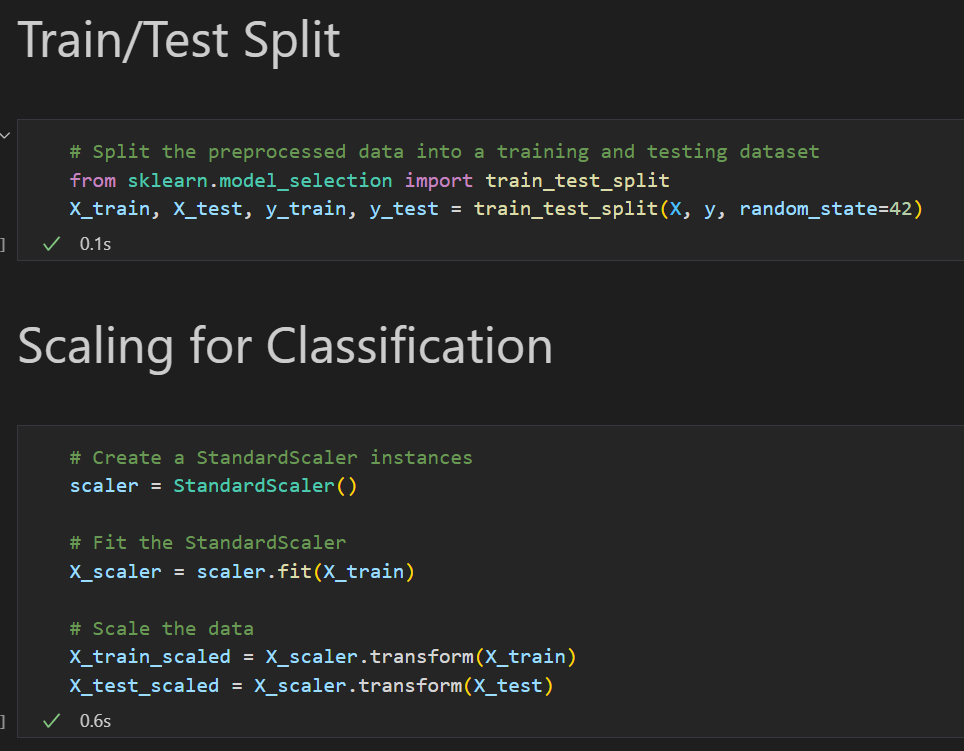 Train/Test Split
# Split the preprocessed data into a training and testing dataset
from sklearn.model_selection import train_test_split
X_train, X_test, y_train, y_test = train_test_split(X, y, random_state=42)
] ✓ 0.1s
Scaling for Classification
# Create a StandardScaler instances
scaler = StandardScaler()
# Fit the StandardScaler
X_scaler = scaler.fit(X_train)
# Scale the data
X_train_scaled = X_scaler.transform(X_train)
X_test_scaled = X_scaler.transform(X_test)
] ✓ 0.6s